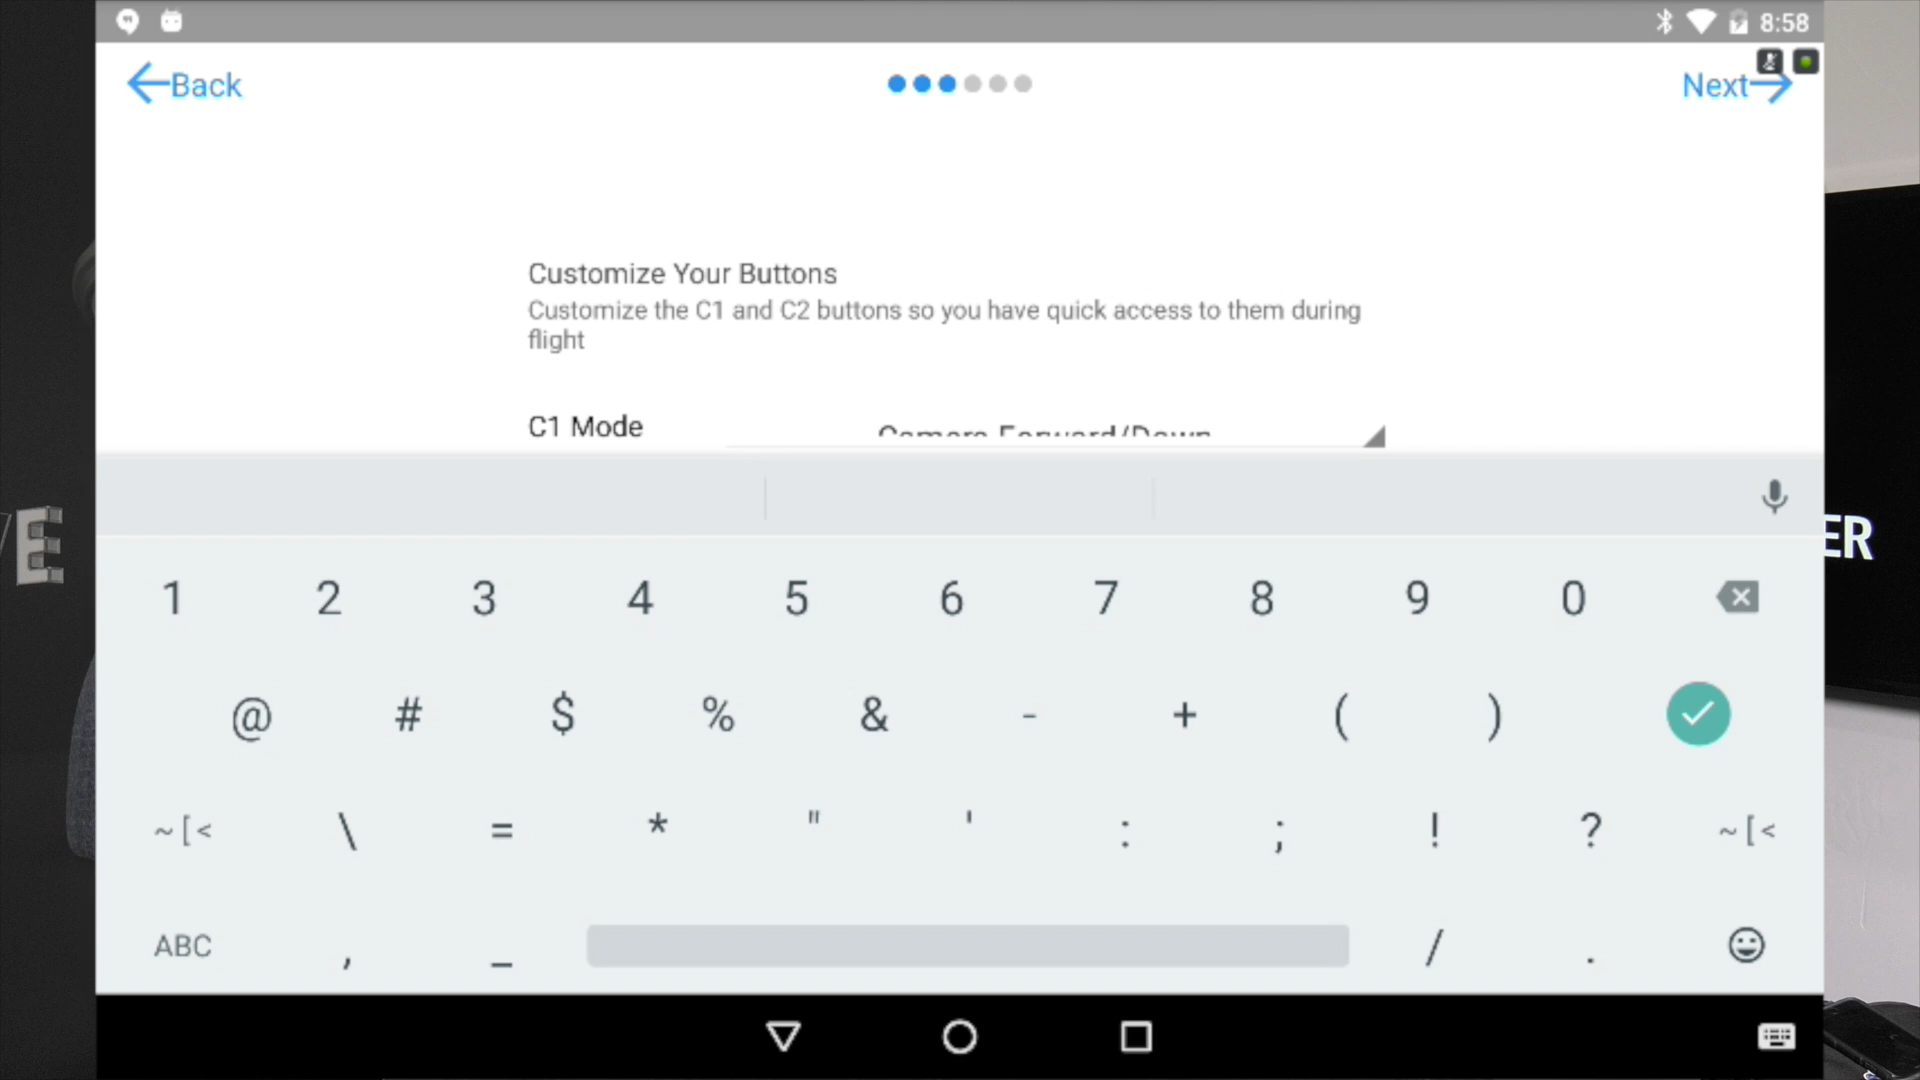 8:58
Back
Next
Customize Your Buttons
Customize the C1 and C2 buttons so you have quick access to them during
flight
C1 Mode
Camera Forward/Down
E
ER
1 2 3 4 5 6 7 8 9 0
@ # $ % & - + ( )
~ [ < \ = * " ' : ; ! ? ~ [ <
ABC , _ / .